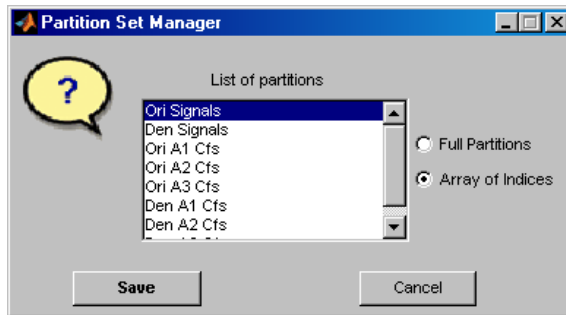 Partition Set Manager
?
List of partitions
Ori Signals
Den Signals
Ori A1 Cfs
Ori A2 Cfs
Ori A3 Cfs
Den A1 Cfs
Den A2 Cfs
Full Partitions
Array of Indices
Save
Cancel